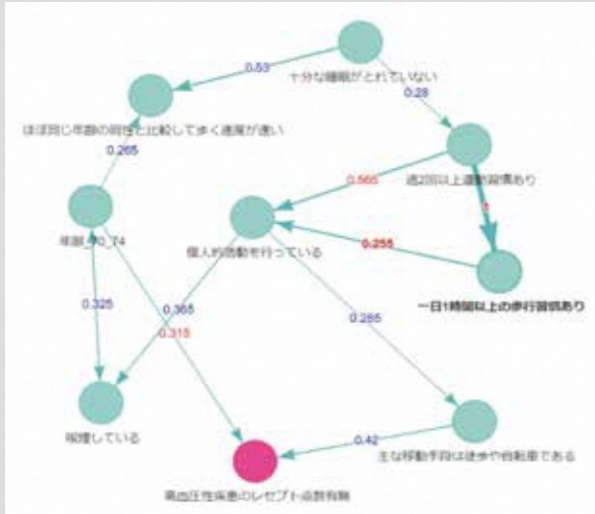 0.53
十分な睡眠がとれていない
0.28
ほぼ同じ年齢の同性と比較して歩く速度が速い
0.265
0.565
週2回以上運動習慣あり
1
年齢_70_74
個人的活動を行っている
0.255
一日1時間以上の歩行習慣あり
0.325
0.365
0.315
0.285
喫煙している
0.42
主な移動手段は徒歩や自転車である
高血圧性疾患のレセプト点数有無